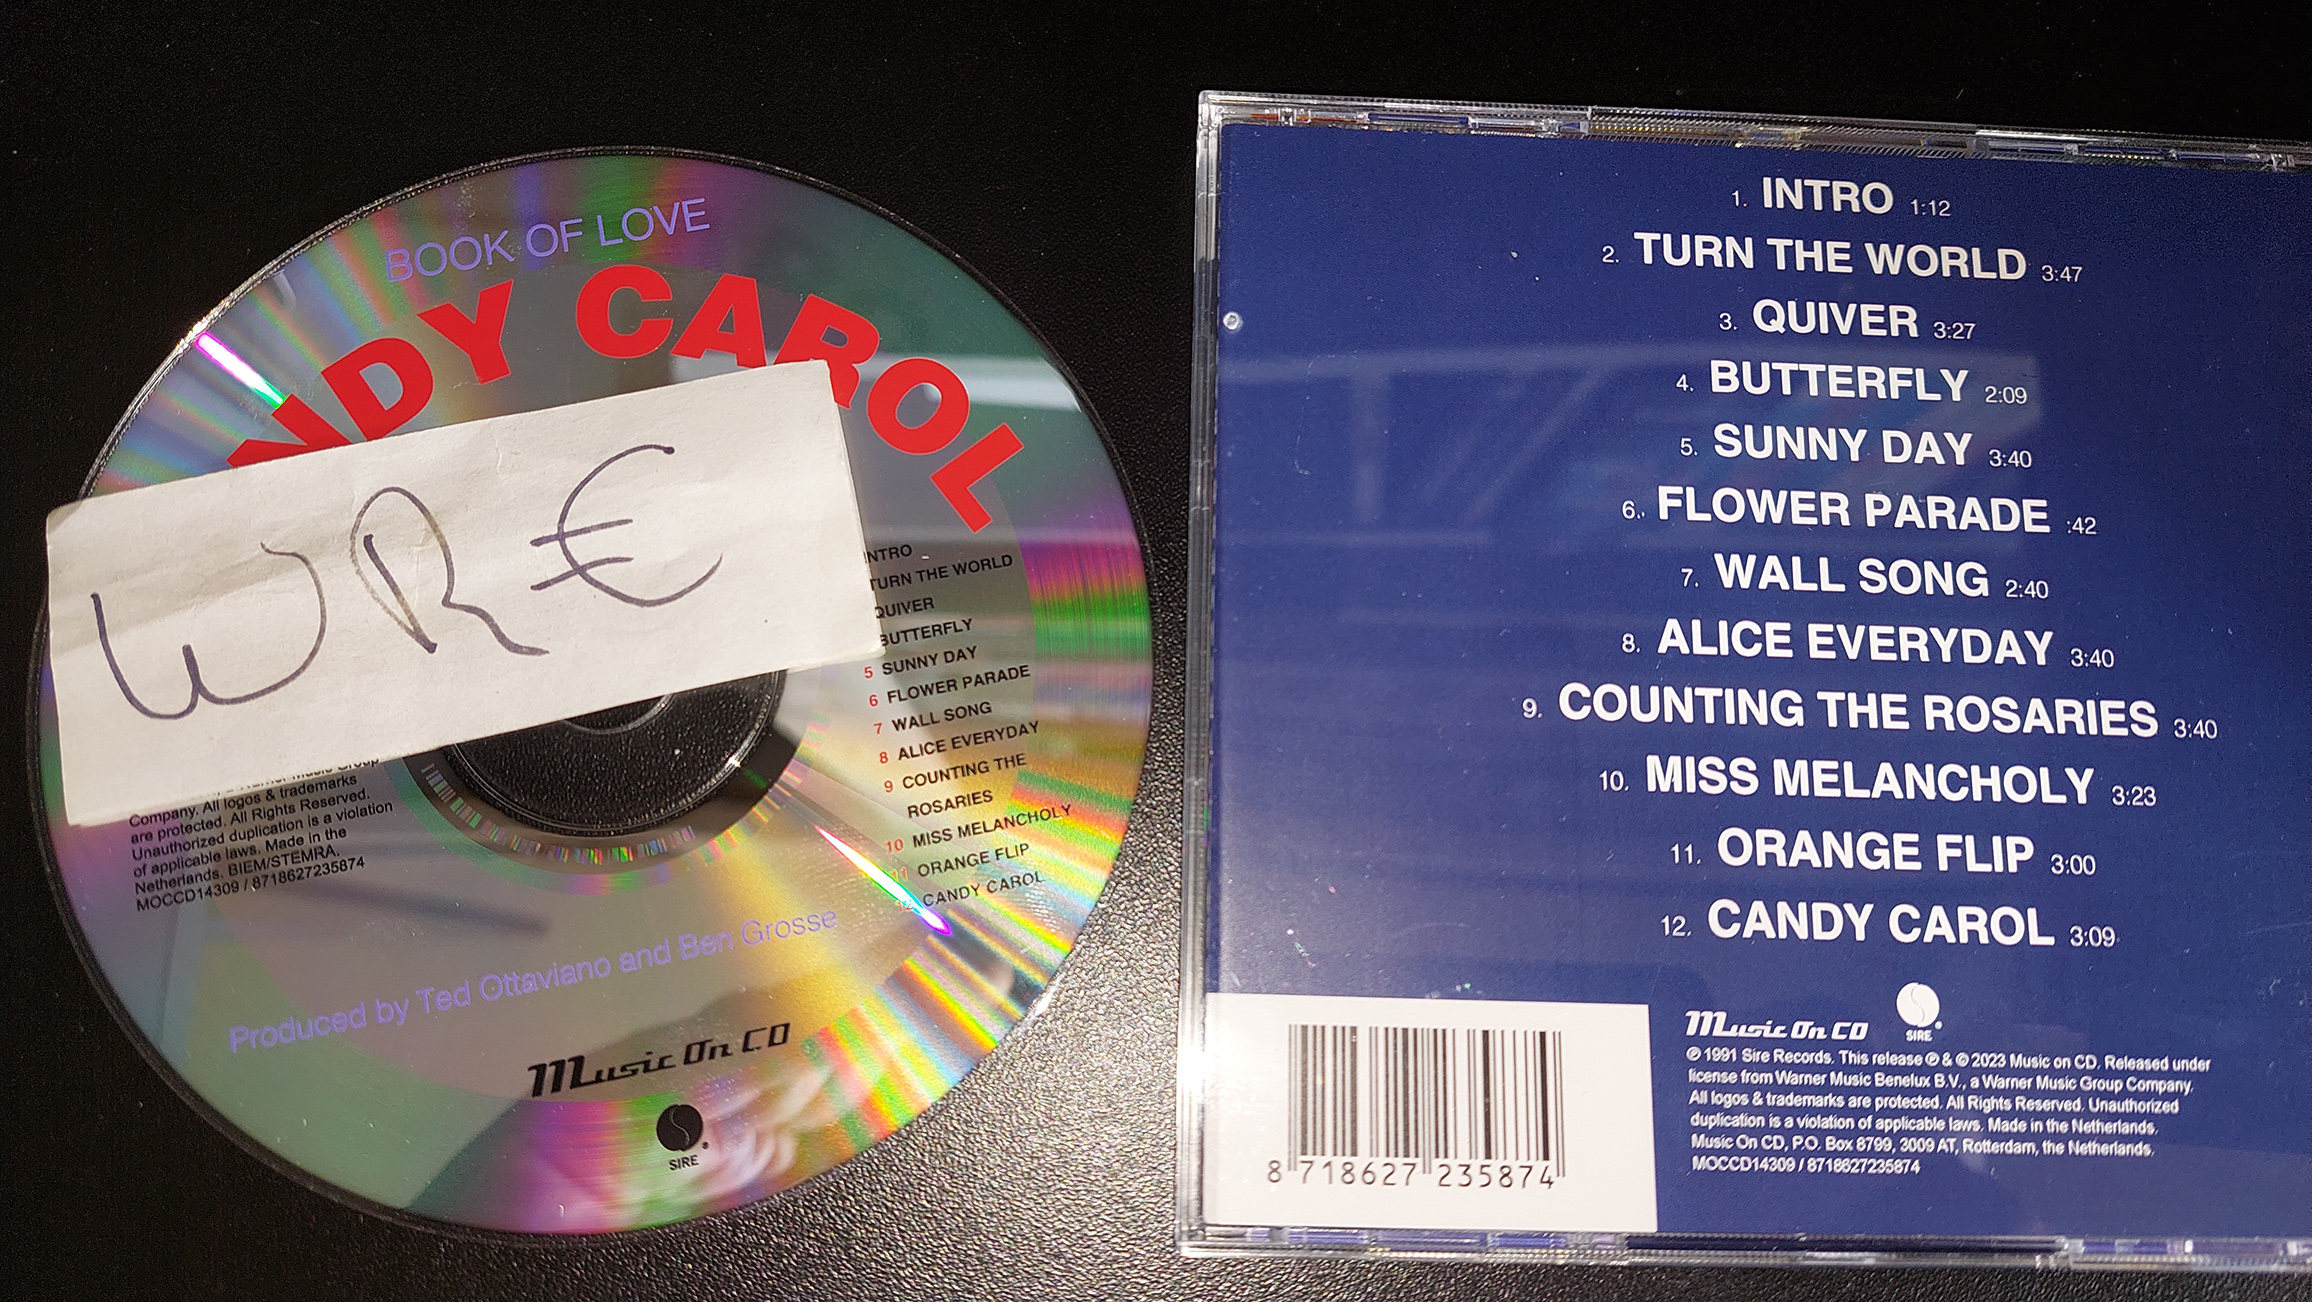 BOOK OF LOVE
NDY CAROL
WR€
INTRO
TURN THE WORLD
QUIVER
BUTTERFLY
5 SUNNY DAY
6 FLOWER PARADE
7 WALL SONG
8 ALICE EVERYDAY
9 COUNTING THE
ROSARIES
10 MISS MELANCHOLY
11 ORANGE FLIP
12 CANDY CAROL
Music Group
Company. All logos & trademarks
are protected. All Rights Reserved.
Unauthorized duplication is a violation
of applicable laws. Made in the
Netherlands. BIEM/STEMRA.
MOCCD14309 / 8718627235874
Produced by Ted Ottaviano and Ben Grosse
Music On CD
SIRE
1. INTRO 1:12
2. TURN THE WORLD 3:47
3. QUIVER 3:27
4. BUTTERFLY 2:09
5. SUNNY DAY 3:40
6. FLOWER PARADE :42
7. WALL SONG 2:40
8. ALICE EVERYDAY 3:40
9. COUNTING THE ROSARIES 3:40
10. MISS MELANCHOLY 3:23
11. ORANGE FLIP 3:00
12. CANDY CAROL 3:09
8 718627 235874
Music On CD
SIRE
℗ 1991 Sire Records. This release ℗ & © 2023 Music on CD. Released under
license from Warner Music Benelux B.V., a Warner Music Group Company.
All logos & trademarks are protected. All Rights Reserved. Unauthorized
duplication is a violation of applicable laws. Made in the Netherlands.
Music On CD, P.O. Box 8799, 3009 AT, Rotterdam, the Netherlands.
MOCCD14309 / 8718627235874